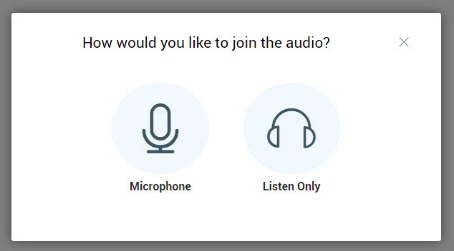 How would you like to join the audio?
Microphone
Listen Only